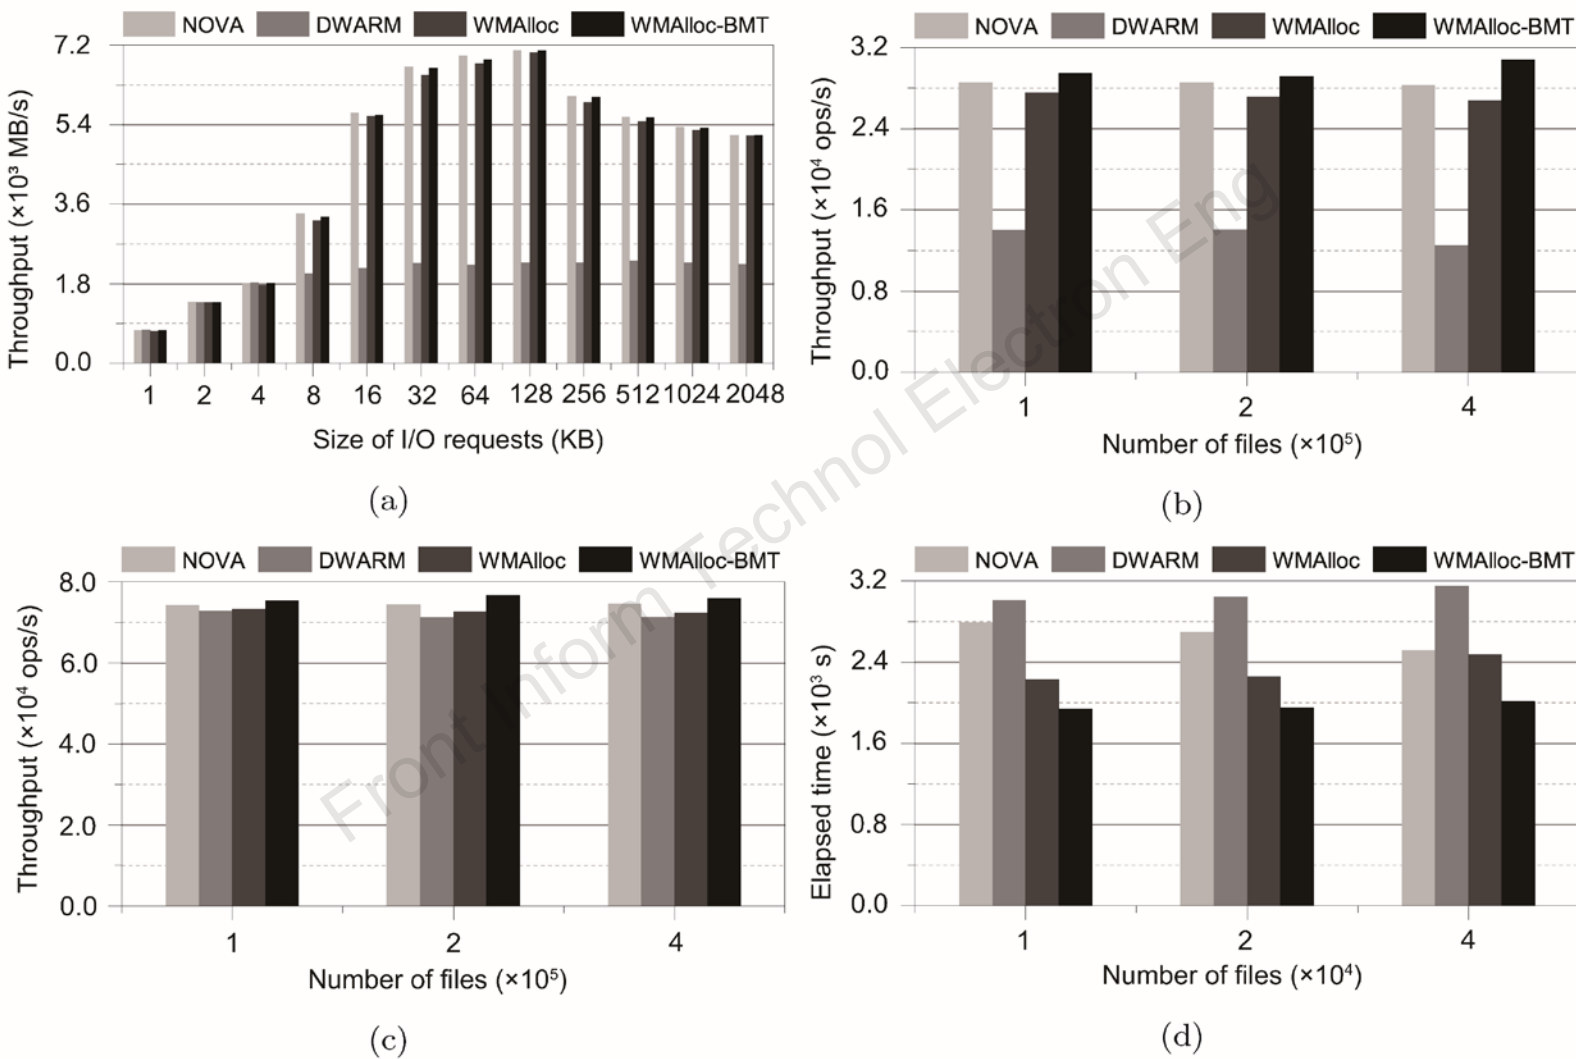 NOVA DWARM WMAlloc WMAlloc-BMT
7.2
5.4
3.6
1.8
0.0
Throughput (×10³ MB/s)
1 2 4 8 16 32 64 128 256 512 1024 2048
Size of I/O requests (KB)
(a)
NOVA DWARM WMAlloc WMAlloc-BMT
3.2
2.4
1.6
0.8
0.0
Throughput (×10⁴ ops/s)
1 2 4
Number of files (×10⁵)
(b)
NOVA DWARM WMAlloc WMAlloc-BMT
8.0
6.0
4.0
2.0
0.0
Throughput (×10⁴ ops/s)
1 2 4
Number of files (×10⁵)
(c)
NOVA DWARM WMAlloc WMAlloc-BMT
3.2
2.4
1.6
0.8
0.0
Elapsed time (×10³ s)
1 2 4
Number of files (×10⁴)
(d)
Front Inform Technol Electron Eng